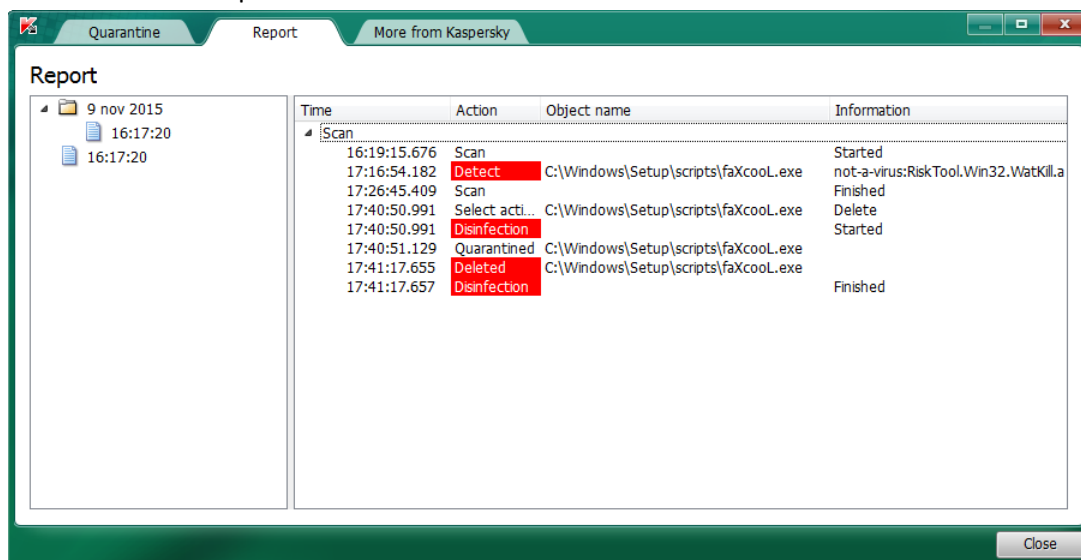 Quarantine Report More from Kaspersky
Report
9 nov 2015
16:17:20
16:17:20
Time Action Object name Information
Scan
16:19:15.676 Scan Started
17:16:54.182 Detect C:\Windows\Setup\scripts\faXcooL.exe not-a-virus:RiskTool.Win32.WatKill.a
17:26:45.409 Scan Finished
17:40:50.991 Select acti... C:\Windows\Setup\scripts\faXcooL.exe Delete
17:40:50.991 Disinfection Started
17:40:51.129 Quarantined C:\Windows\Setup\scripts\faXcooL.exe
17:41:17.655 Deleted C:\Windows\Setup\scripts\faXcooL.exe
17:41:17.657 Disinfection Finished
Close